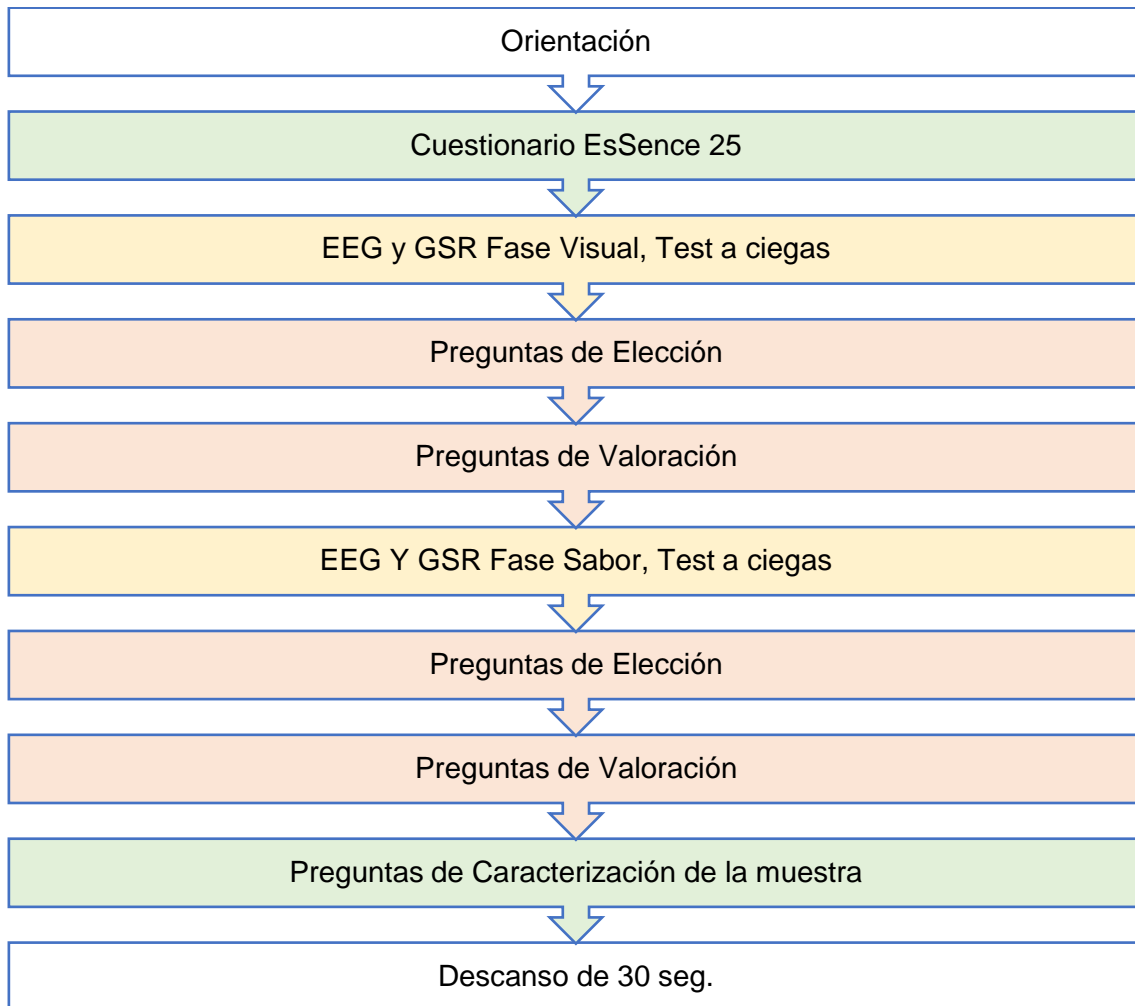 Orientación
Cuestionario EsSence 25
EEG y GSR Fase Visual, Test a ciegas
Preguntas de Elección
Preguntas de Valoración
EEG Y GSR Fase Sabor, Test a ciegas
Preguntas de Elección
Preguntas de Valoración
Preguntas de Caracterización de la muestra
Descanso de 30 seg.